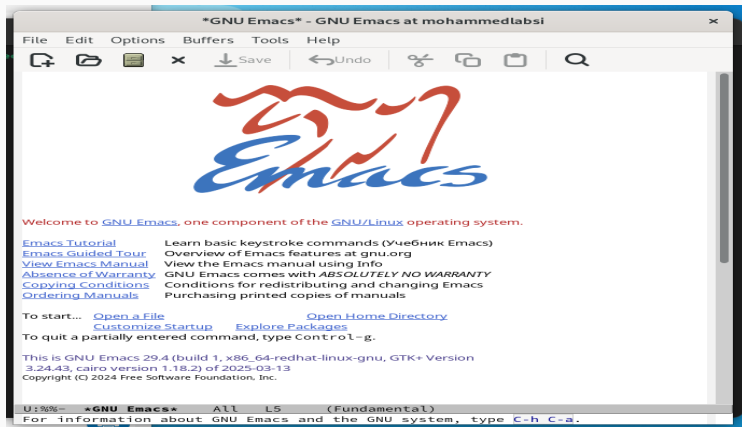 *GNU Emacs* - GNU Emacs at mohammedlabsi
File Edit Options Buffers Tools Help
Save Undo
Emacs
Welcome to GNU Emacs, one component of the GNU/Linux operating system.
Emacs Tutorial Learn basic keystroke commands (Учебник Emacs)
Emacs Guided Tour Overview of Emacs features at gnu.org
View Emacs Manual View the Emacs manual using Info
Absence of Warranty GNU Emacs comes with ABSOLUTELY NO WARRANTY
Copying Conditions Conditions for redistributing and changing Emacs
Ordering Manuals Purchasing printed copies of manuals
To start... Open a File Open Home Directory
Customize Startup Explore Packages
To quit a partially entered command, type Control-g.
This is GNU Emacs 29.4 (build 1, x86_64-redhat-linux-gnu, GTK+ Version
3.24.43, cairo version 1.18.2) of 2025-03-13
Copyright (C) 2024 Free Software Foundation, Inc.
U:%%- *GNU Emacs* All L5 (Fundamental)
For information about GNU Emacs and the GNU system, type C-h C-a.